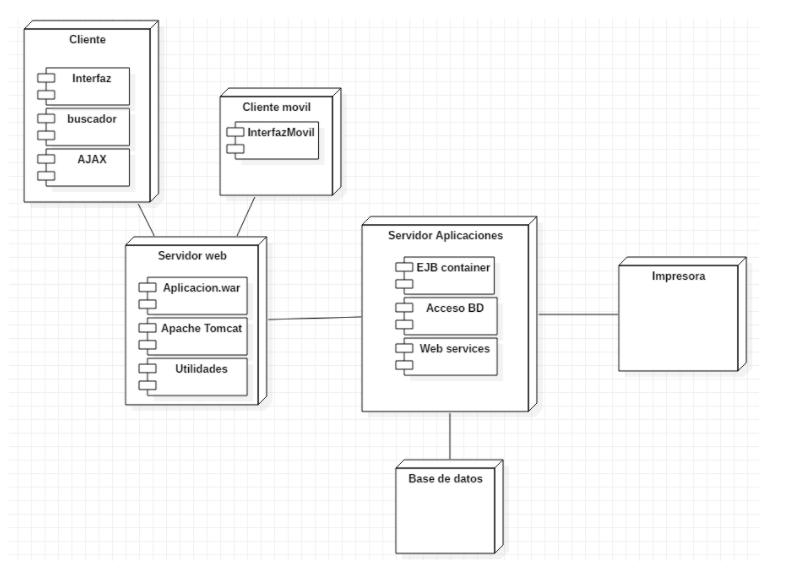 Cliente
Interfaz
buscador
AJAX
Cliente movil
InterfazMovil
Servidor web
Aplicacion.war
Apache Tomcat
Utilidades
Servidor Aplicaciones
EJB container
Acceso BD
Web services
Impresora
Base de datos